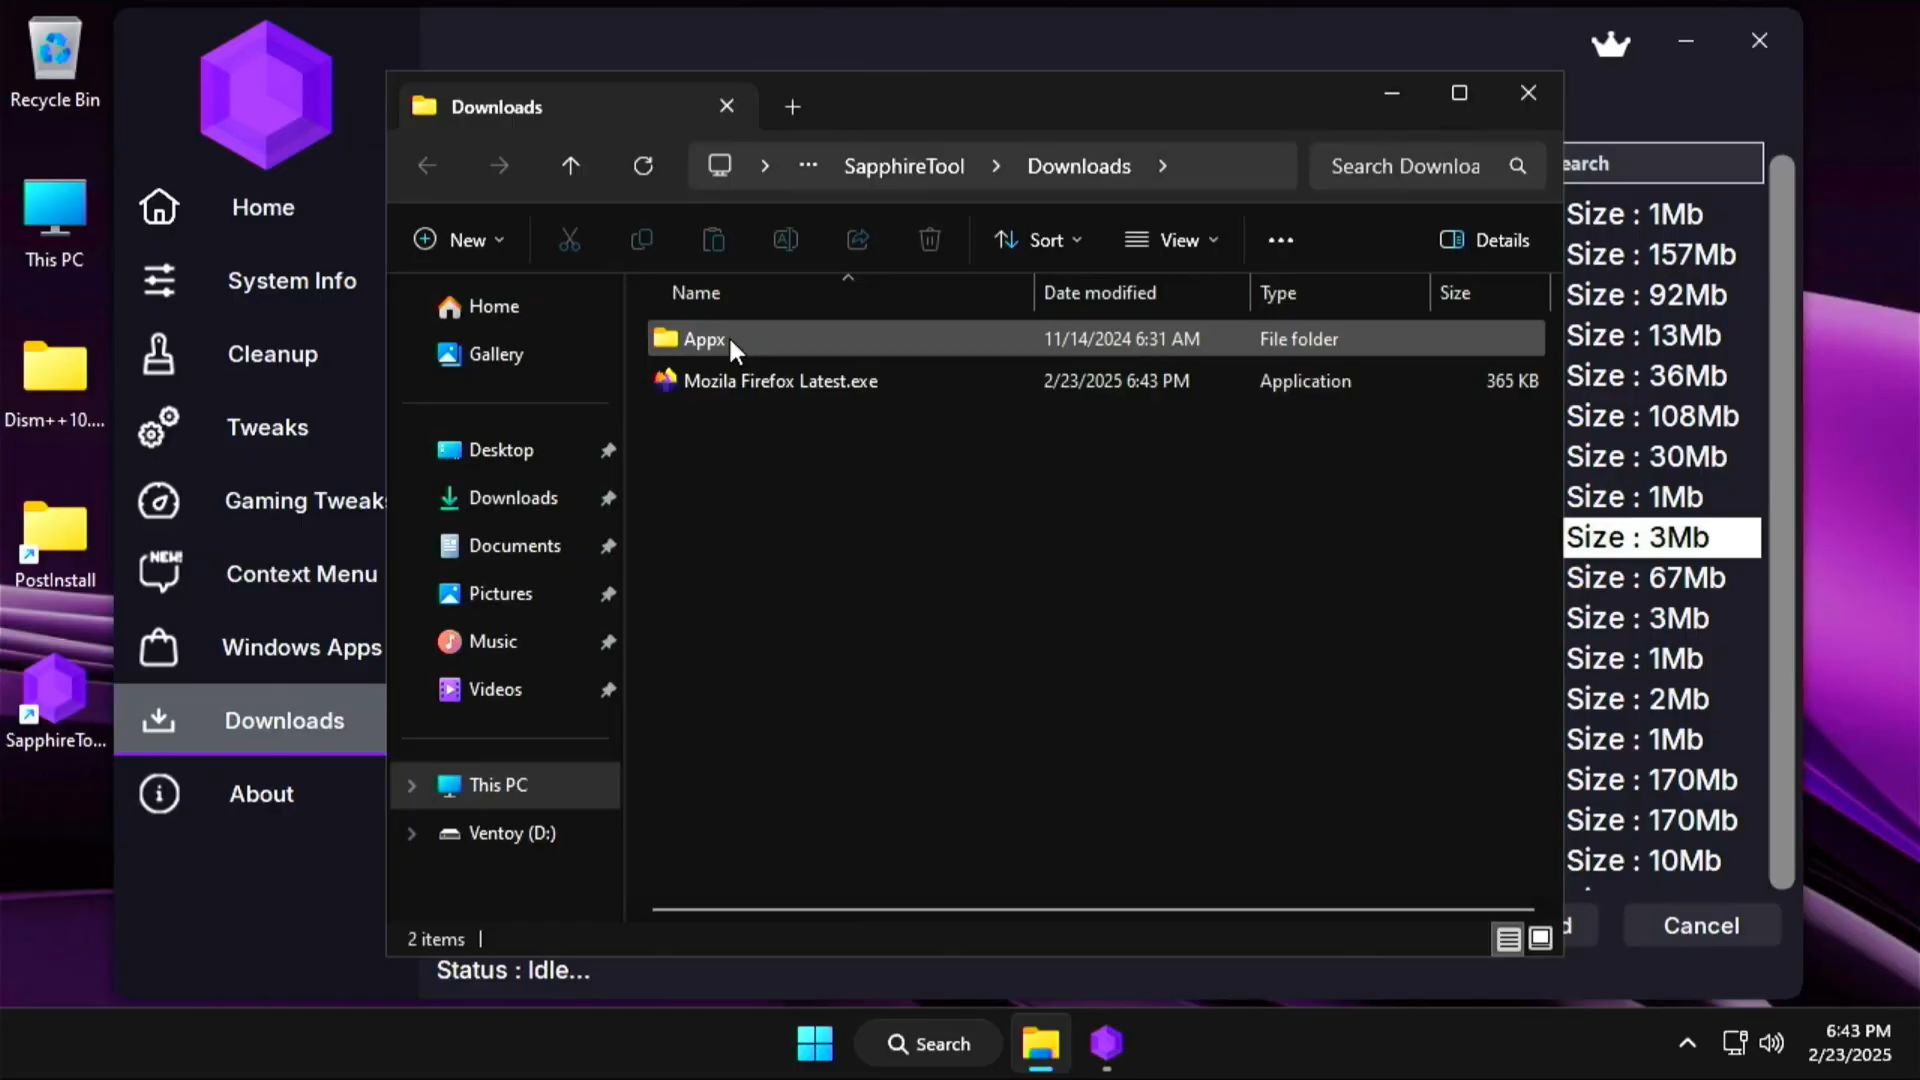 Recycle Bin
This PC
Dism++10....
PostInstall
SapphireTo...
Home
System Info
Cleanup
Tweaks
Gaming Tweaks
NEW!
Context Menu
Windows Apps
Downloads
About
Downloads
SapphireTool
Downloads
Search Downloa
New
Sort
View
Details
Home
Gallery
Desktop
Downloads
Documents
Pictures
Music
Videos
This PC
Ventoy (D:)
Name Date modified Type Size
Appx 11/14/2024 6:31 AM File folder
Mozila Firefox Latest.exe 2/23/2025 6:43 PM Application 365 KB
2 items
earch
Size : 1Mb
Size : 157Mb
Size : 92Mb
Size : 13Mb
Size : 36Mb
Size : 108Mb
Size : 30Mb
Size : 1Mb
Size : 3Mb
Size : 67Mb
Size : 3Mb
Size : 1Mb
Size : 2Mb
Size : 1Mb
Size : 170Mb
Size : 170Mb
Size : 10Mb
d
Cancel
Status : Idle...
Search
6:43 PM
2/23/2025